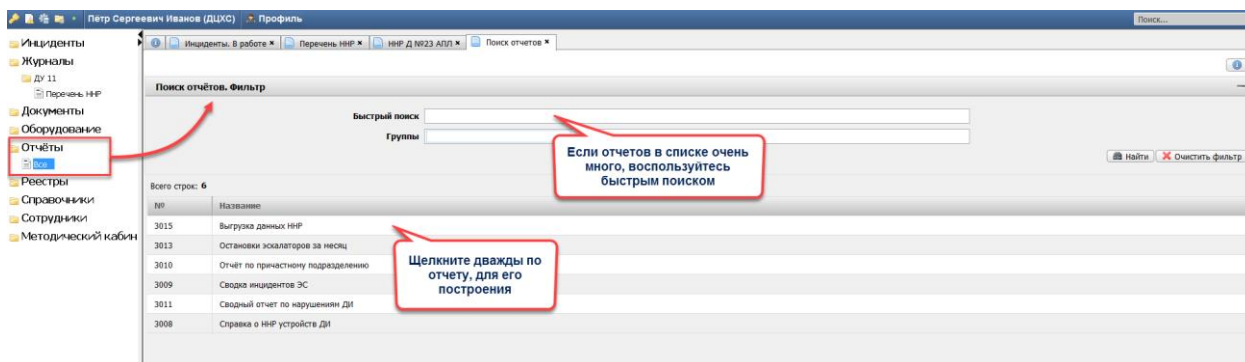 Петр Сергеевич Иванов (ДЦХС) Профиль Поиск...
Инциденты
Журналы
ДУ 11
Перечень ННР
Документы
Оборудование
Отчёты
Все
Реестры
Справочники
Сотрудники
Методический кабин
Инциденты. В работе Перечень ННР ННР Д №23 АПЛ Поиск отчетов
Поиск отчётов. Фильтр
Быстрый поиск
Группы
Если отчетов в списке очень
много, воспользуйтесь
быстрым поиском
Найти Очистить фильтр
Всего строк: 6
№ Название
3015 Выгрузка данных ННР
3013 Остановки эскалаторов за месяц
3010 Отчёт по причастному подразделению
3009 Сводка инцидентов ЭС
3011 Сводный отчет по нарушениям ДИ
3008 Справка о ННР устройств ДИ
Щелкните дважды по
отчету, для его
построения